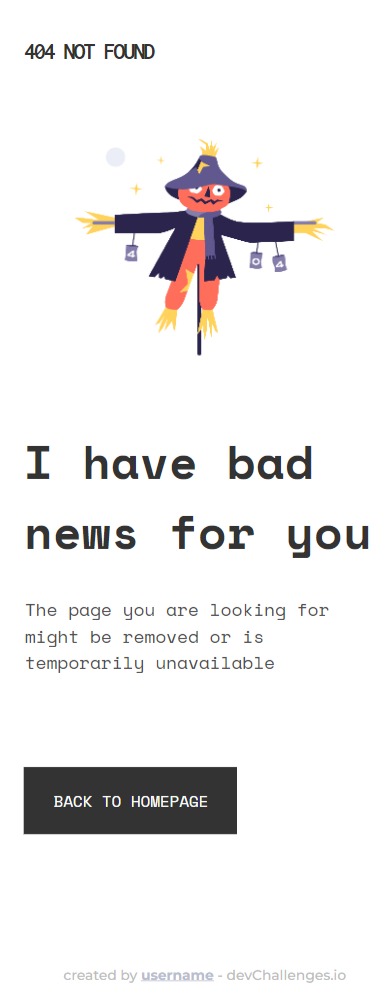 404 NOT FOUND
4
0
4
I have bad
news for you
The page you are looking for
might be removed or is
temporarily unavailable
BACK TO HOMEPAGE
created by username - devChallenges.io